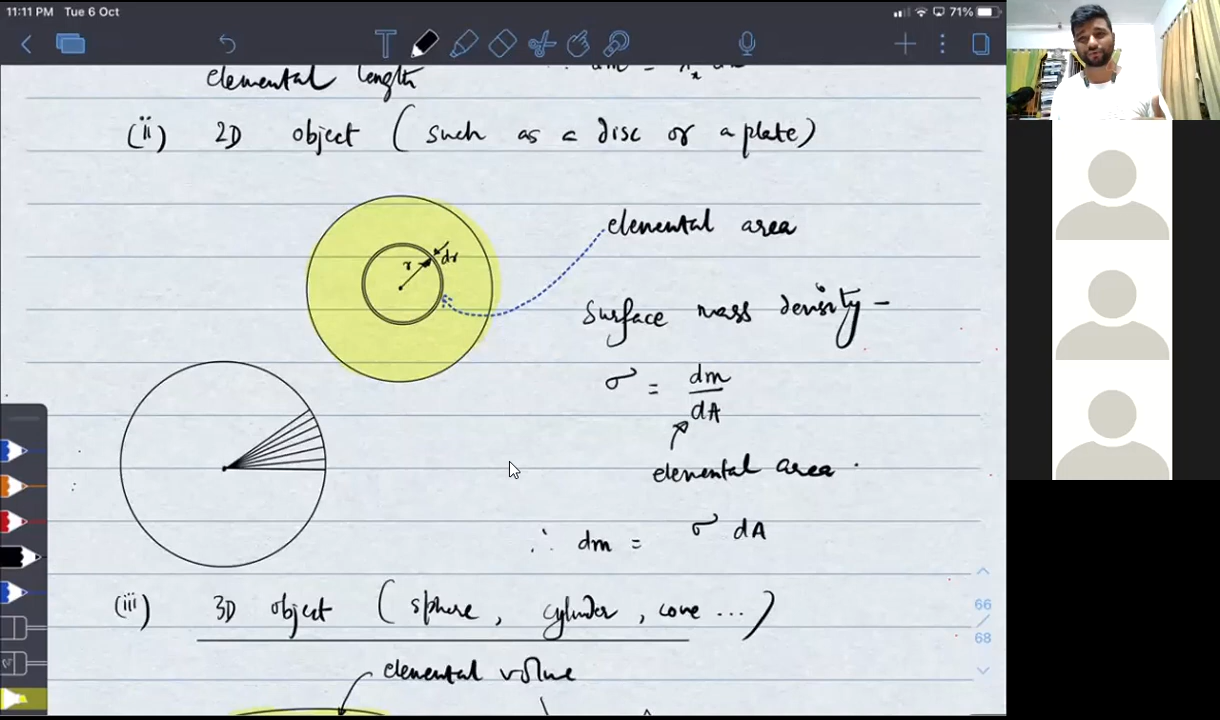 11:11 PM Tue 6 Oct 71%
T
elemental length
(ii) 2D object (such as a disc or a plate)
r dr
elemental area
Surface mass density –
σ = dm/dA
elemental area
∴ dm = σ dA
(iii) 3D object (sphere, cylinder, cone ...)
66
/
68
elemental volume